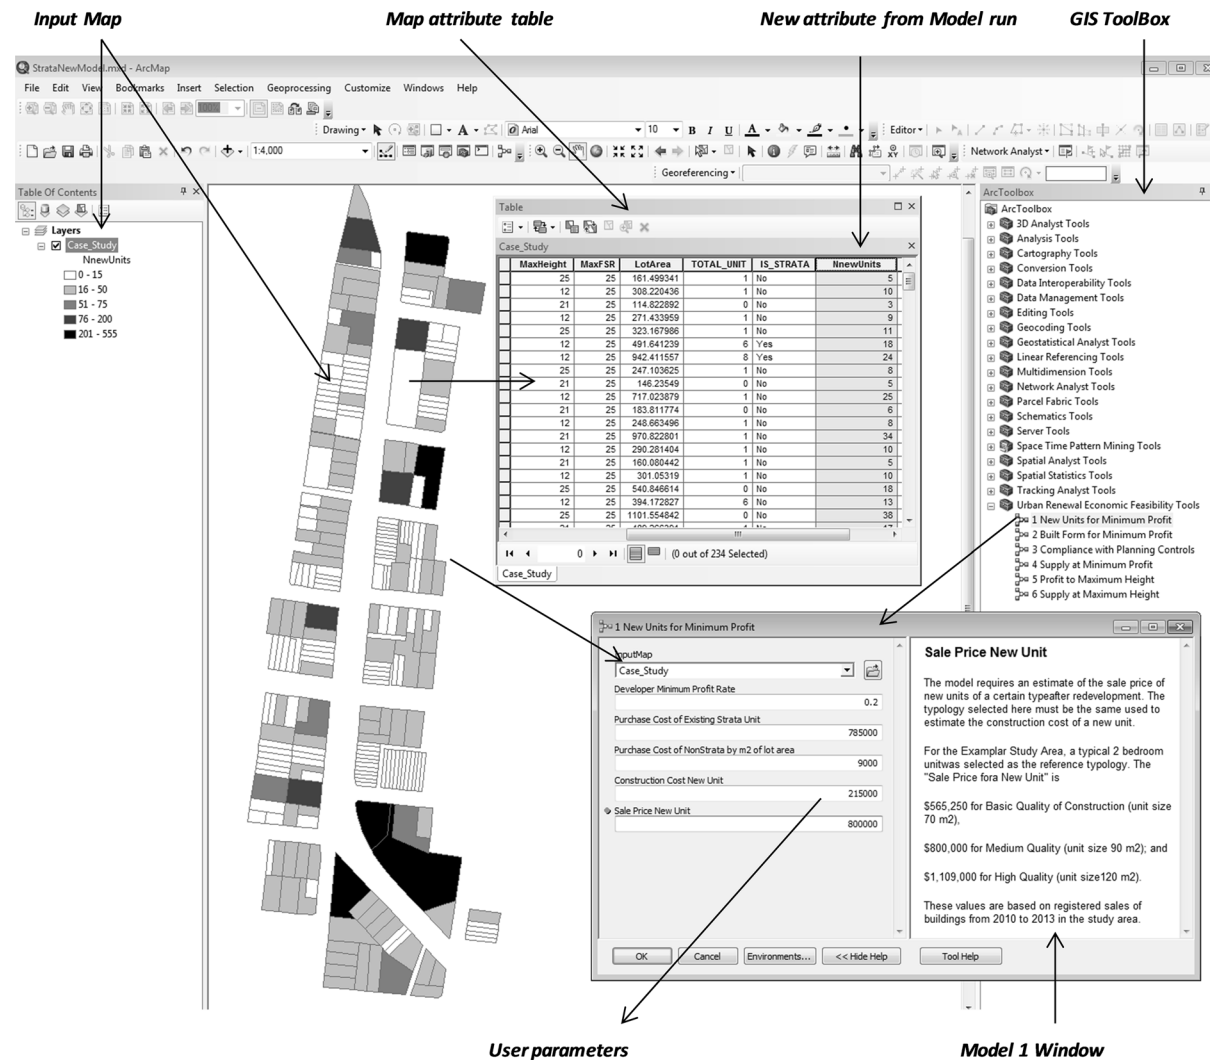 Input Map
Map attribute table
New attribute from Model run
GIS ToolBox
StrataNewModel.mxd - ArcMap
File Edit View Bookmarks Insert Selection Geoprocessing Customize Windows Help
Drawing
A
Arial
10
B I U A
Editor
1:4,000
Network Analyst
Georeferencing
Table Of Contents
Layers
Case_Study
NnewUnits
0 - 15
16 - 50
51 - 75
76 - 200
201 - 555
Table
Case_Study
MaxHeight MaxFSR LotArea TOTAL_UNIT IS_STRATA NnewUnits
25 25 161.499341 1 No 5
12 25 308.220436 1 No 10
21 25 114.822892 0 No 3
12 25 271.433959 1 No 9
25 25 323.167986 1 No 11
12 25 491.641239 6 Yes 18
12 25 942.411557 8 Yes 24
25 25 247.103625 1 No 8
21 25 146.23549 0 No 5
12 25 717.023879 1 No 25
21 25 183.811774 0 No 6
12 25 248.663496 1 No 8
21 25 970.822801 1 No 34
12 25 290.281404 1 No 10
21 25 160.080442 1 No 5
12 25 301.05319 1 No 10
25 25 540.846614 0 No 18
12 25 394.172827 6 No 13
25 25 1101.554842 0 No 38
0 (0 out of 234 Selected)
Case_Study
ArcToolbox
ArcToolbox
3D Analyst Tools
Analysis Tools
Cartography Tools
Conversion Tools
Data Interoperability Tools
Data Management Tools
Editing Tools
Geocoding Tools
Geostatistical Analyst Tools
Linear Referencing Tools
Multidimension Tools
Network Analyst Tools
Parcel Fabric Tools
Schematics Tools
Server Tools
Space Time Pattern Mining Tools
Spatial Analyst Tools
Spatial Statistics Tools
Tracking Analyst Tools
Urban Renewal Economic Feasibility Tools
1 New Units for Minimum Profit
2 Built Form for Minimum Profit
3 Compliance with Planning Controls
4 Supply at Minimum Profit
5 Profit to Maximum Height
6 Supply at Maximum Height
1 New Units for Minimum Profit
InputMap
Case_Study
Developer Minimum Profit Rate
0.2
Purchase Cost of Existing Strata Unit
785000
Purchase Cost of NonStrata by m2 of lot area
9000
Construction Cost New Unit
215000
Sale Price New Unit
800000
Sale Price New Unit
The model requires an estimate of the sale price of
new units of a certain typeafter redevelopment. The
typology selected here must be the same used to
estimate the construction cost of a new unit.
For the Examplar Study Area, a typical 2 bedroom
unitwas selected as the reference typology. The
"Sale Price fora New Unit" is
$565,250 for Basic Quality of Construction (unit size
70 m2),
$800,000 for Medium Quality (unit size 90 m2); and
$1,109,000 for High Quality (unit size120 m2).
These values are based on registered sales of
buildings from 2010 to 2013 in the study area.
OK Cancel Environments... << Hide Help Tool Help
User parameters
Model 1 Window